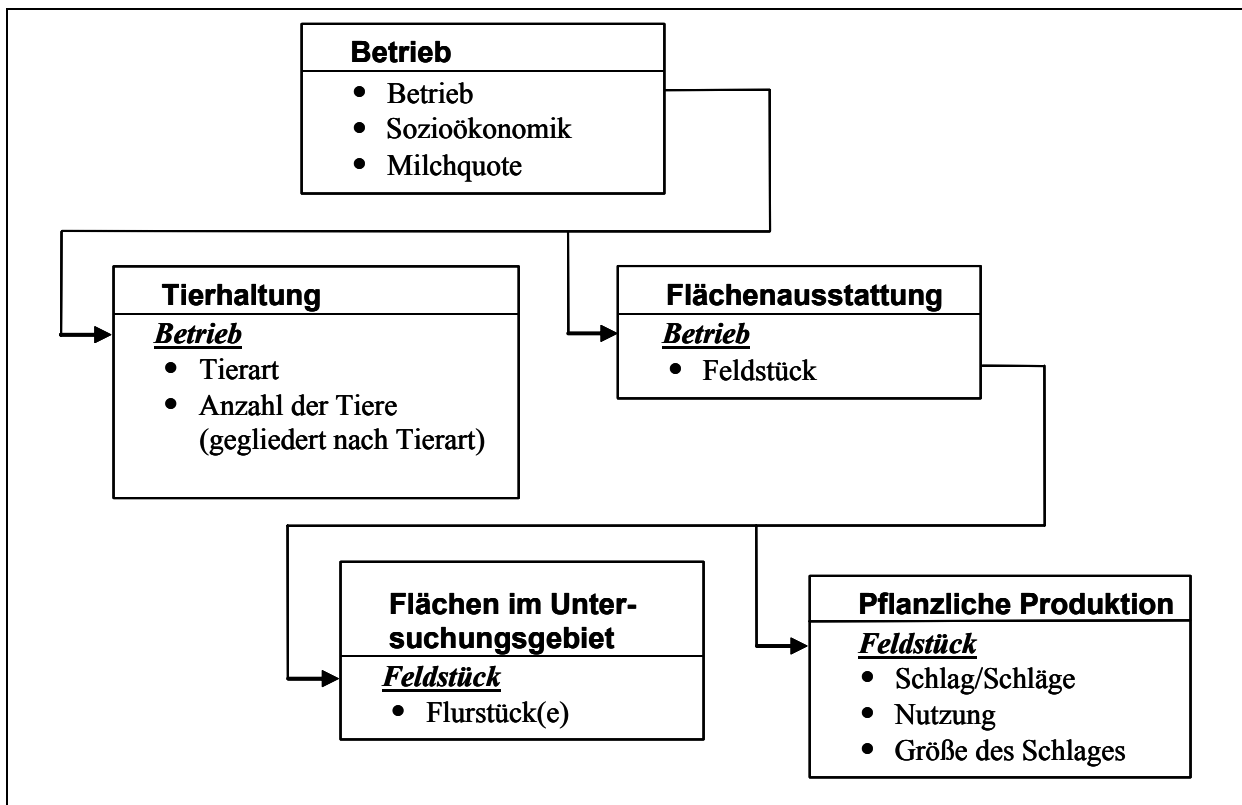 Betrieb
• Betrieb
• Sozioökonomik
• Milchquote
Tierhaltung
Betrieb
• Tierart
• Anzahl der Tiere
(gegliedert nach Tierart)
Flächenausstattung
Betrieb
• Feldstück
Flächen im Unter-
suchungsgebiet
Feldstück
• Flurstück(e)
Pflanzliche Produktion
Feldstück
• Schlag/Schläge
• Nutzung
• Größe des Schlages